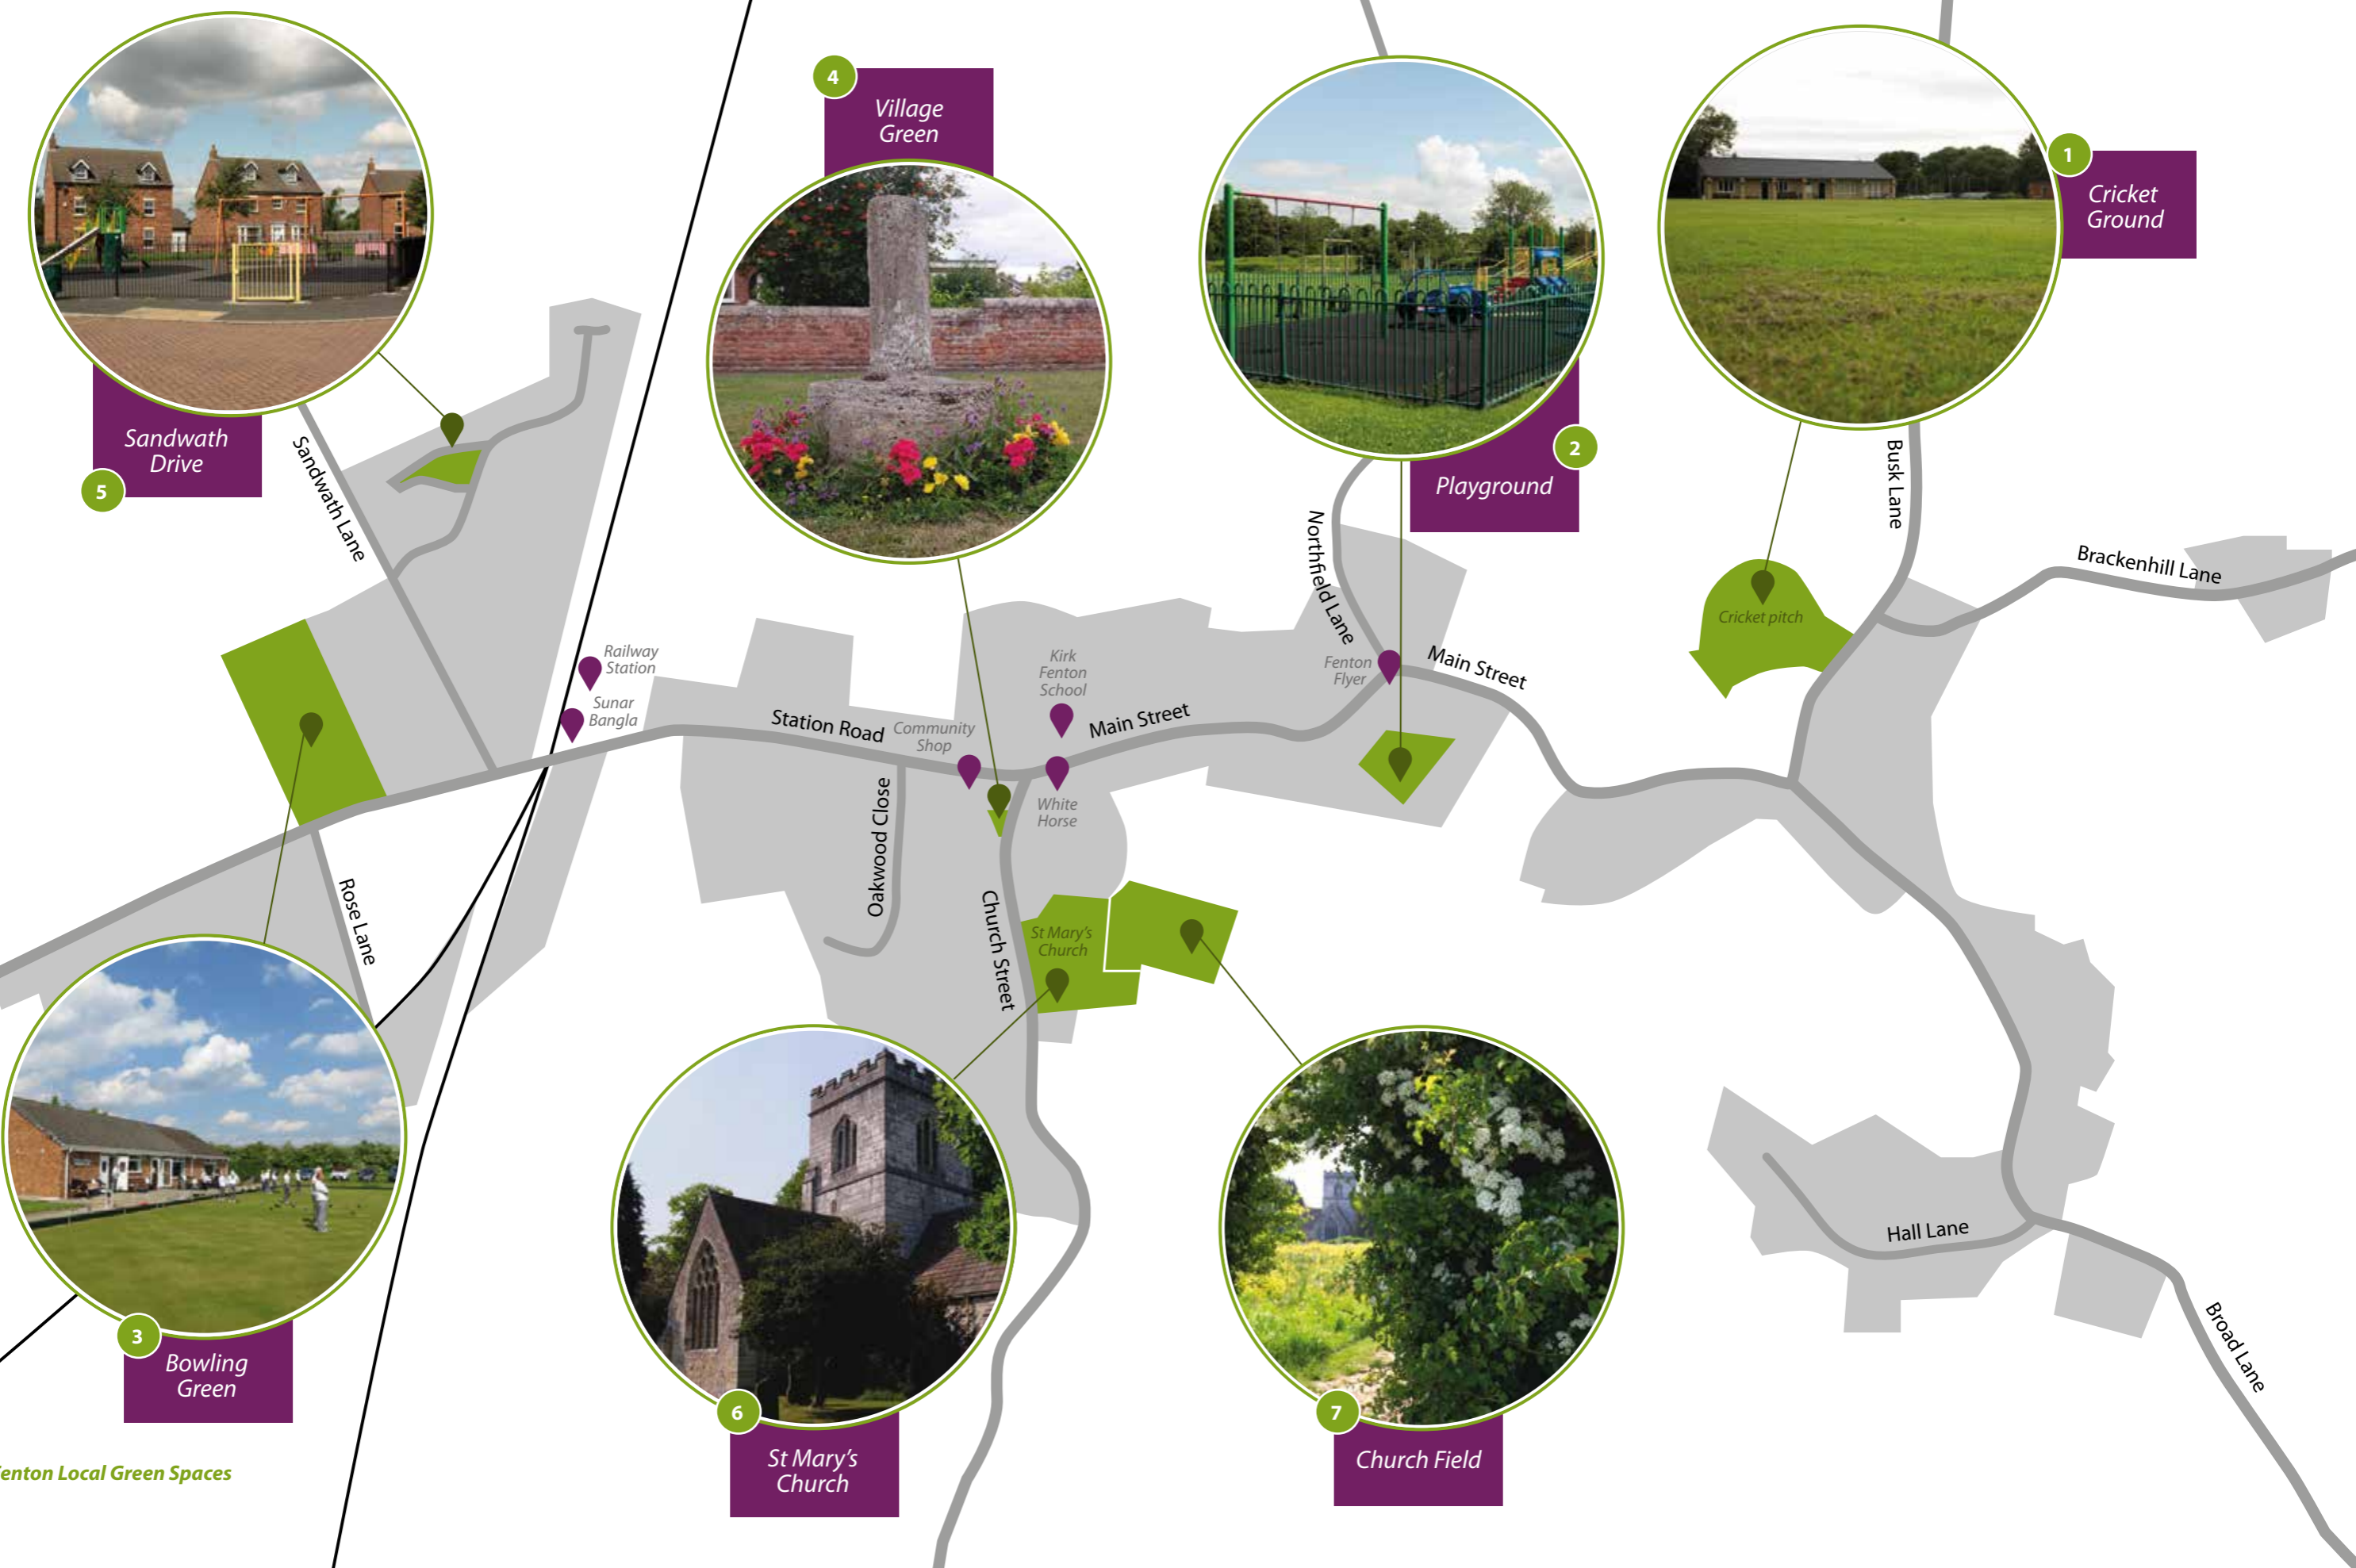 4
Village
Green
1
Cricket
Ground
Sandwath
Drive
5
Sandwath Lane
2
Playground
Busk Lane
Northfield Lane
Brackenhill Lane
Cricket pitch
Railway
Station
Sunar
Bangla
Station Road
Community
Shop
Kirk
Fenton
School
Main Street
Fenton
Flyer
Main Street
White
Horse
Oakwood Close
Rose Lane
Church Street
St Mary's
Church
Hall Lane
Broad Lane
3
Bowling
Green
6
St Mary's
Church
7
Church Field
enton Local Green Spaces